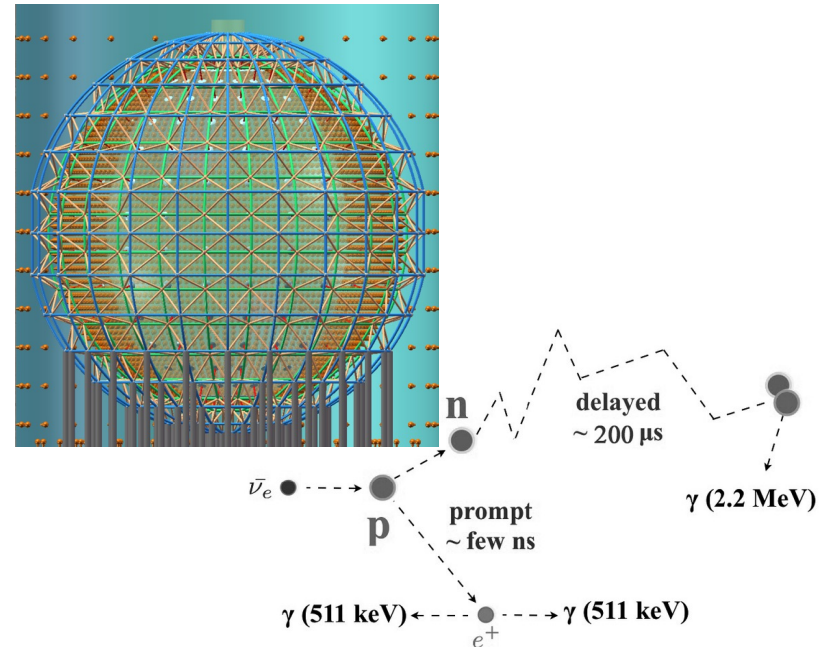 n
delayed
~ 200 μs
ν̄e
p
γ (2.2 MeV)
prompt
~ few ns
γ (511 keV)
γ (511 keV)
e+